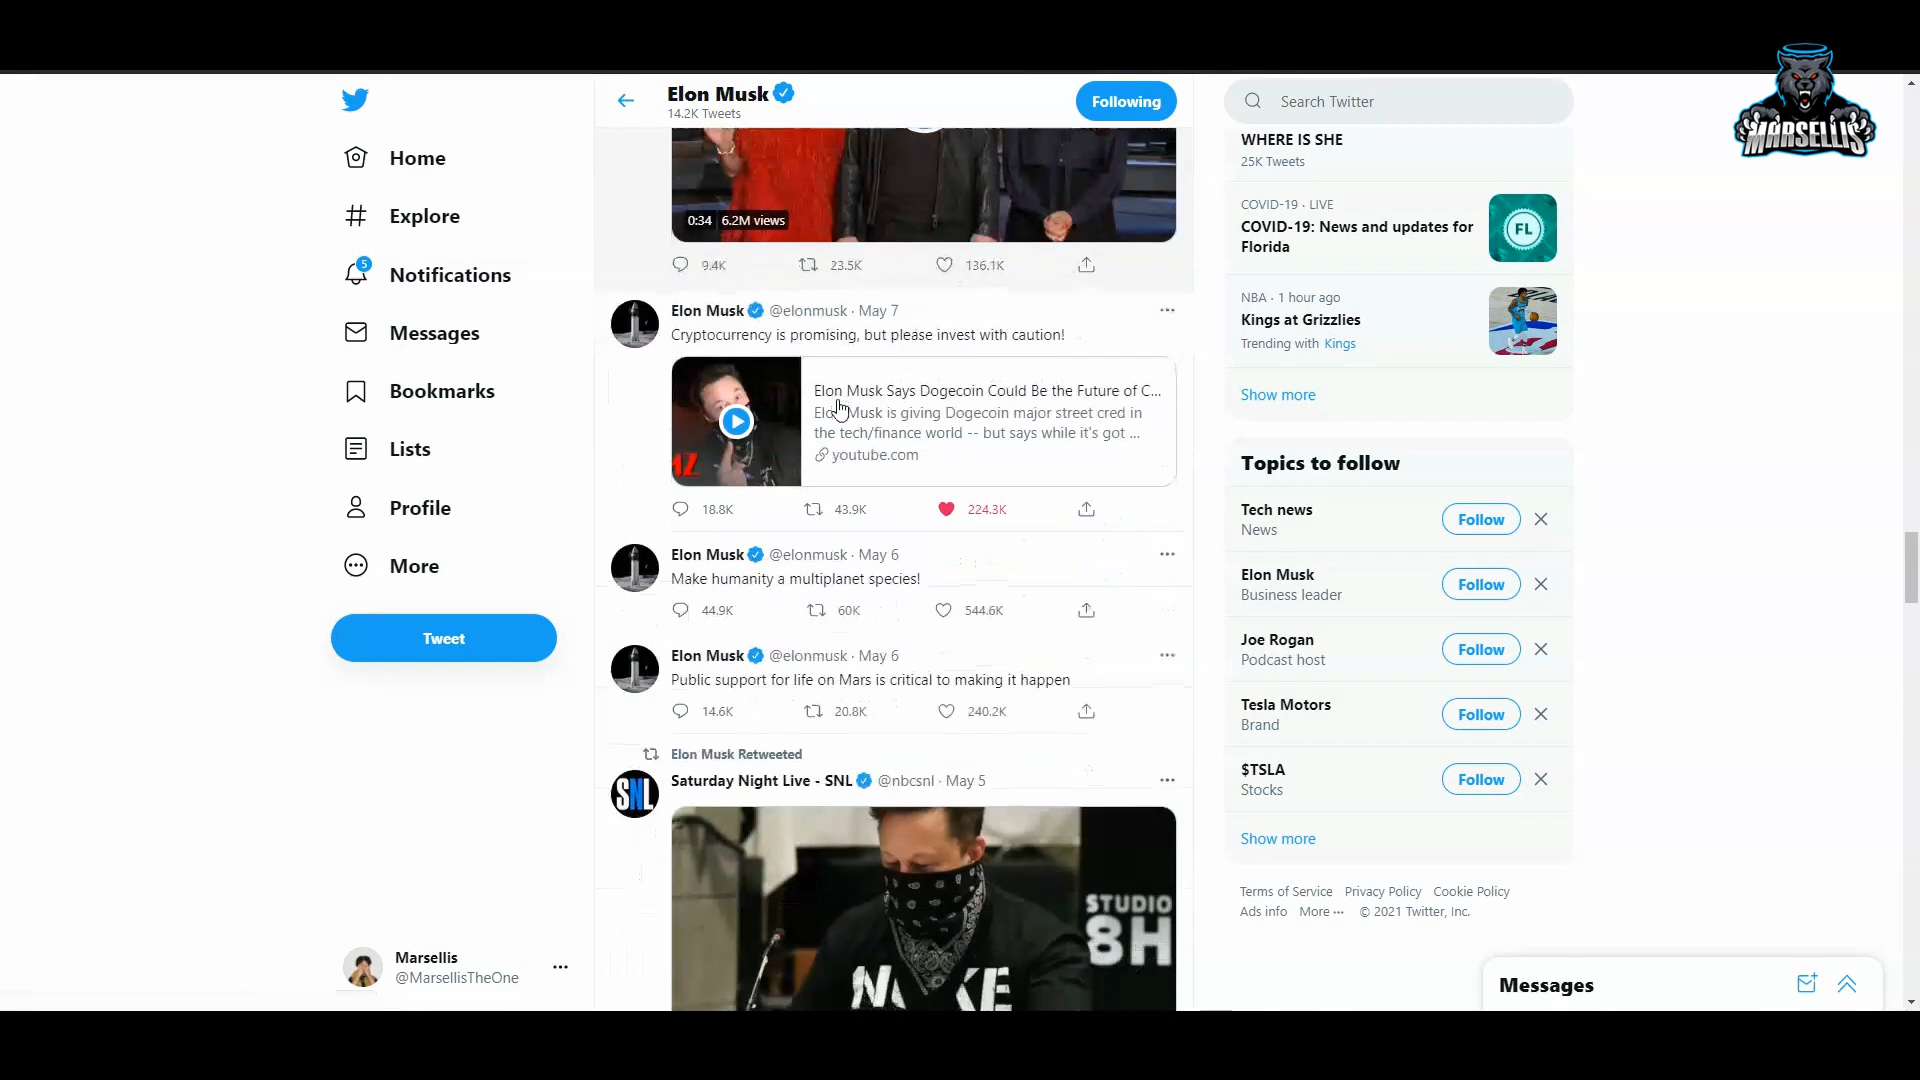 MARSELLIS
Home
Explore
5
Notifications
Messages
Bookmarks
Lists
Profile
More
Tweet
Marsellis
@MarsellisTheOne
Elon Musk
14.2K Tweets
Following
0:34 6.2M views
9.4K 23.5K 136.1K
Elon Musk @elonmusk · May 7
Cryptocurrency is promising, but please invest with caution!
Elon Musk Says Dogecoin Could Be the Future of C...
Elon Musk is giving Dogecoin major street cred in
the tech/finance world -- but says while it's got ...
youtube.com
MZ
18.8K 43.9K 224.3K
Elon Musk @elonmusk · May 6
Make humanity a multiplanet species!
44.9K 60K 544.6K
Elon Musk @elonmusk · May 6
Public support for life on Mars is critical to making it happen
14.6K 20.8K 240.2K
Elon Musk Retweeted
SNL
Saturday Night Live - SNL @nbcsnl · May 5
STUDIO
8H
Search Twitter
WHERE IS SHE
25K Tweets
COVID-19 · LIVE
COVID-19: News and updates for
Florida
FL
NBA · 1 hour ago
Kings at Grizzlies
Trending with Kings
Show more
Topics to follow
Tech news
News
Follow
Elon Musk
Business leader
Follow
Joe Rogan
Podcast host
Follow
Tesla Motors
Brand
Follow
$TSLA
Stocks
Follow
Show more
Terms of Service Privacy Policy Cookie Policy
Ads info More ··· © 2021 Twitter, Inc.
Messages